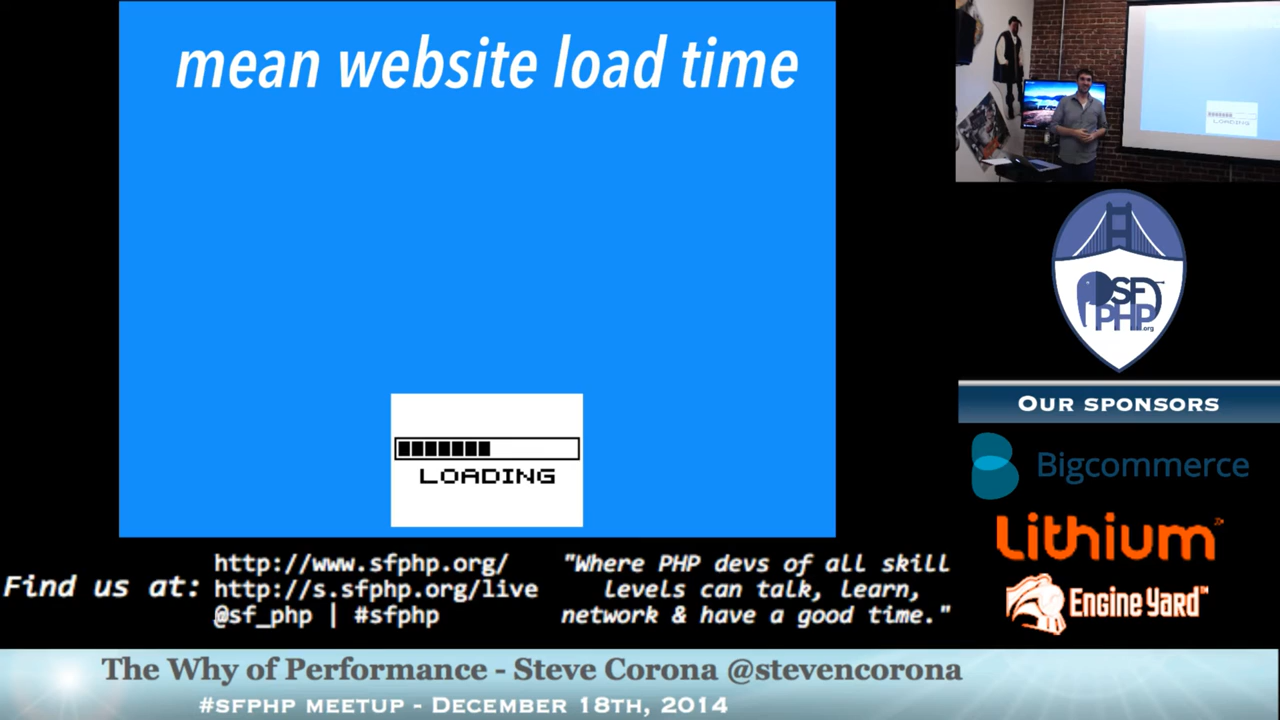 mean website load time
LOADING
LOADING
SF
PHP
.org
OUR SPONSORS
Bigcommerce
Lithium
ENGINE YARD
Find us at:
http://www.sfphp.org/
http://s.sfphp.org/live
@sf_php | #sfphp
"Where PHP devs of all skill
levels can talk, learn,
network & have a good time."
The Why of Performance - Steve Corona @stevencorona
#SFPHP MEETUP - DECEMBER 18TH, 2014